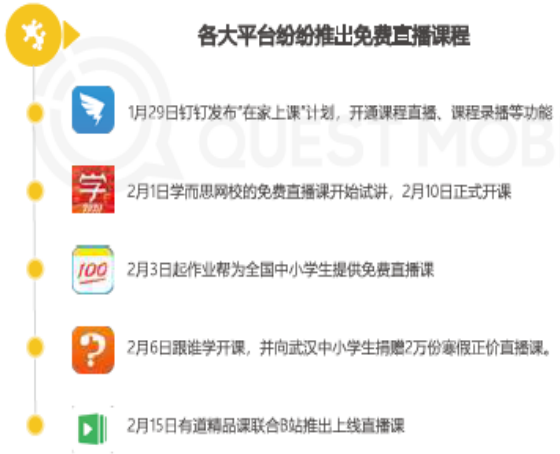 各大平台纷纷推出免费直播课程
QUEST MOB
1月29日钉钉发布“在家上课”计划，开通课程直播、课程录播等功能
学
2020
2月1日学而思网校的免费直播课开始试讲，2月10日正式开课
100
2月3日起作业帮为全国中小学生提供免费直播课
?
2月6日跟谁学开课，并向武汉中小学生捐赠2万份寒假正价直播课。
2月15日有道精品课联合B站推出上线直播课